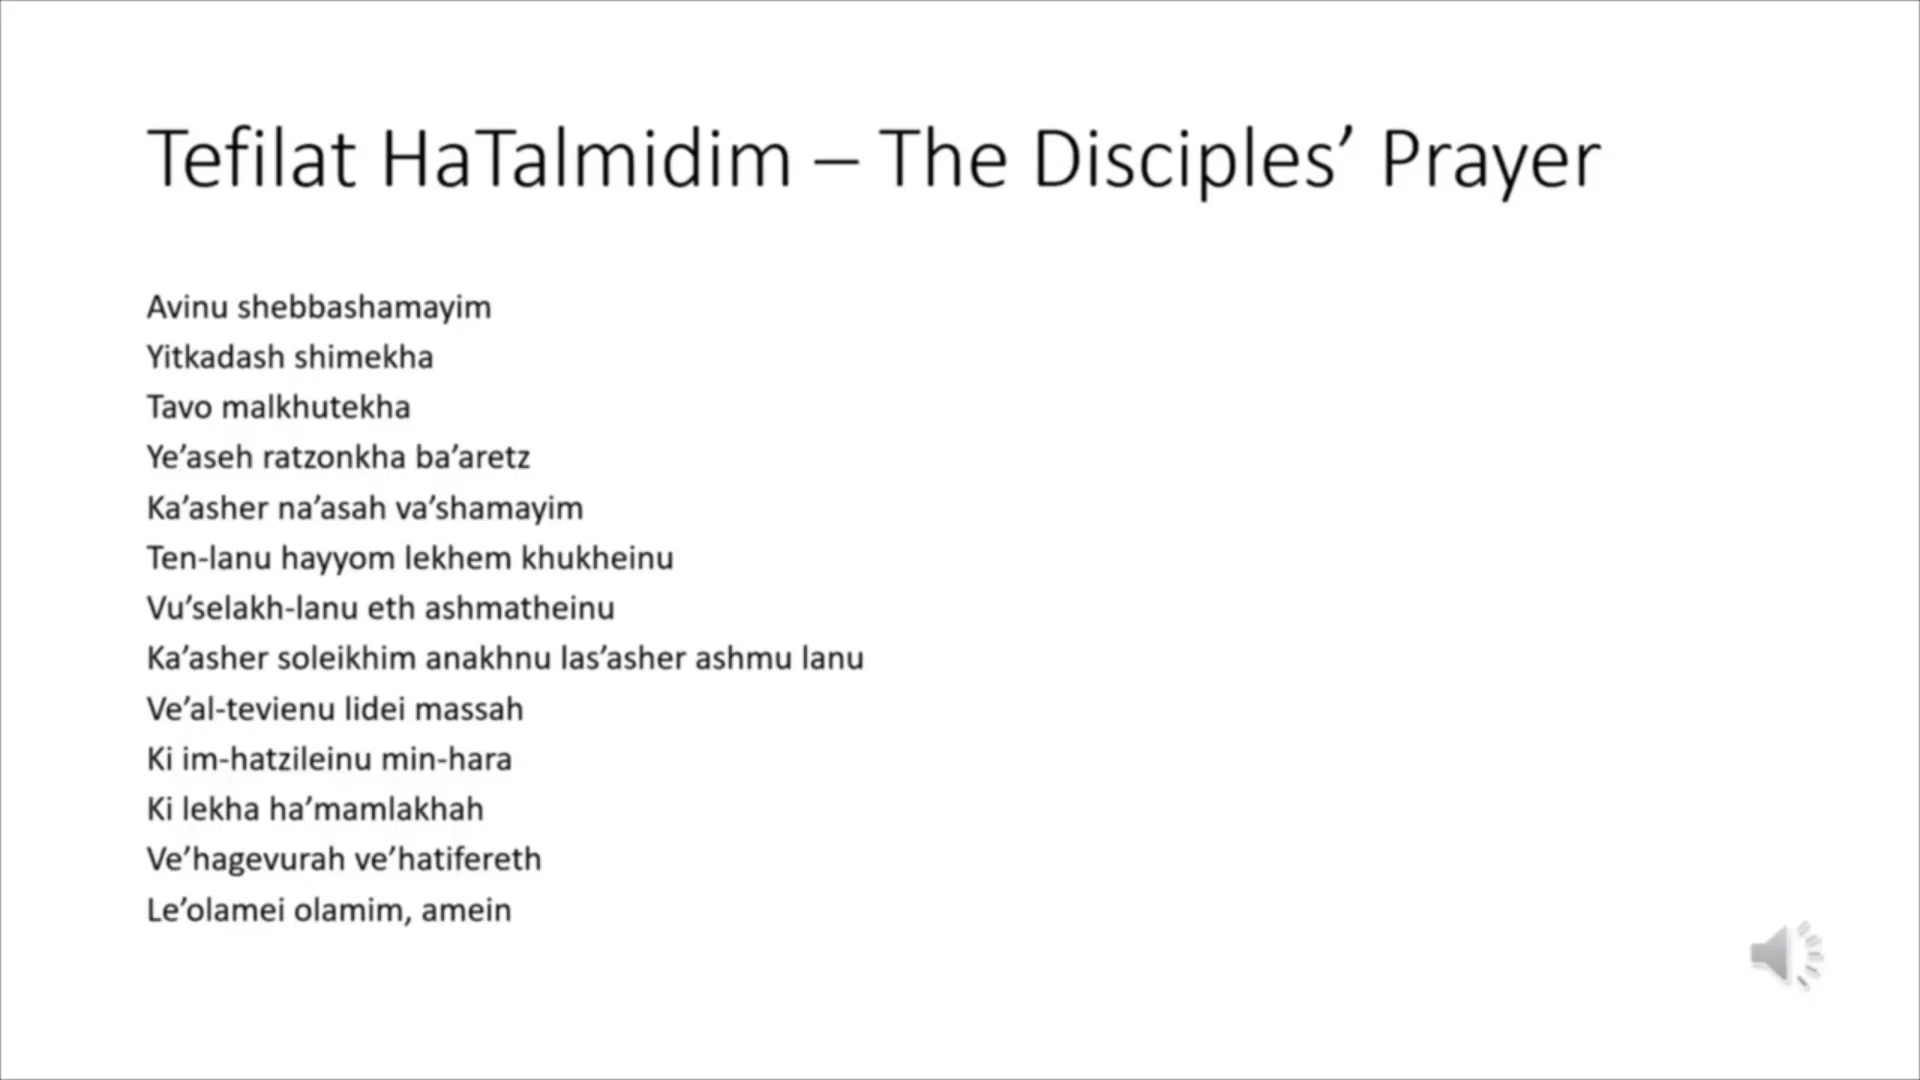 Tefilat HaTalmidim – The Disciples’ Prayer
Avinu shebbashamayim
Yitkadash shimekha
Tavo malkhutekha
Ye’aseh ratzonkha ba’aretz
Ka’asher na’asah va’shamayim
Ten-lanu hayyom lekhem khukheinu
Vu’selakh-lanu eth ashmatheinu
Ka’asher soleikhim anakhnu las’asher ashmu lanu
Ve’al-tevienu lidei massah
Ki im-hatzileinu min-hara
Ki lekha ha’mamlakhah
Ve’hagevurah ve’hatifereth
Le’olamei olamim, amein